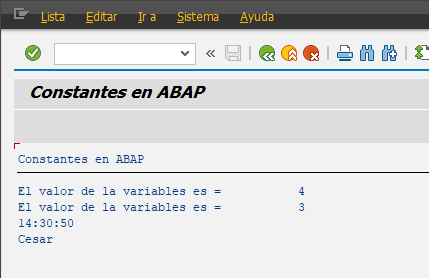 Lista Editar Ir a Sistema Ayuda
Constantes en ABAP
Constantes en ABAP
El valor de la variables es = 4
El valor de la variables es = 3
14:30:50
Cesar